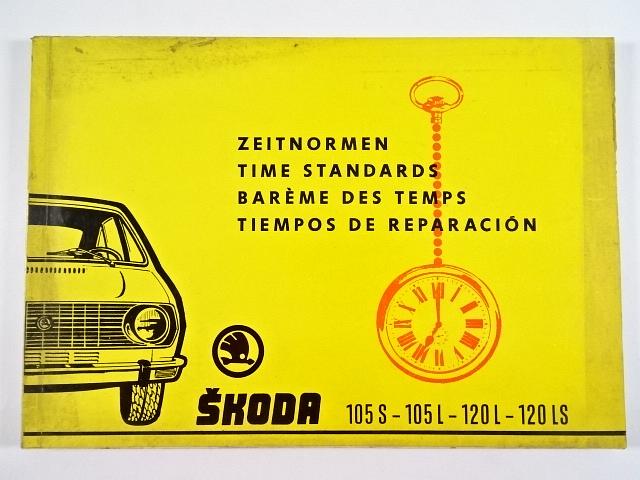 ZEITNORMEN
TIME STANDARDS
BARÈME DES TEMPS
TIEMPOS DE REPARACIÓN
ŠKODA
105 S – 105 L – 120 L – 120 LS